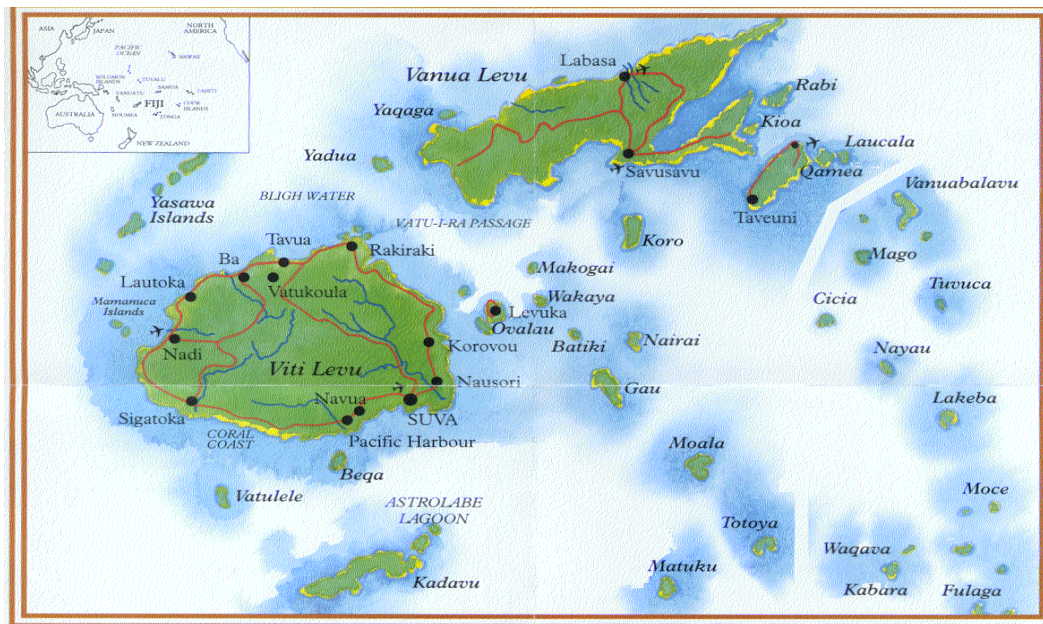 ASIA
JAPAN
NORTH
AMERICA
PACIFIC
OCEAN
HAWAII
SOLOMON
ISLANDS
TUVALU
SAMOA
TAHITI
VANUATU
FIJI
COOK
ISLANDS
NOUMEA
TONGA
AUSTRALIA
NEW ZEALAND
Labasa
Vanua Levu
Rabi
Yaqaga
Kioa
Laucala
Yadua
Savusavu
Qamea
Vanuabalavu
Yasawa
Islands
BLIGH WATER
Taveuni
VATU-I-RA PASSAGE
Koro
Tavua
Rakiraki
Mago
Ba
Makogai
Lautoka
Vatukoula
Tuvuca
Mamanuca
Islands
Wakaya
Cicia
Levuka
Ovalau
Batiki
Nairai
Nadi
Korovou
Nayau
Viti Levu
Nausori
Gau
Navua
Sigatoka
SUVA
Lakeba
CORAL
COAST
Pacific Harbour
Moala
Beqa
Vatulele
Moce
ASTROLABE
LAGOON
Totoya
Waqava
Kadavu
Matuku
Kabara
Fulaga